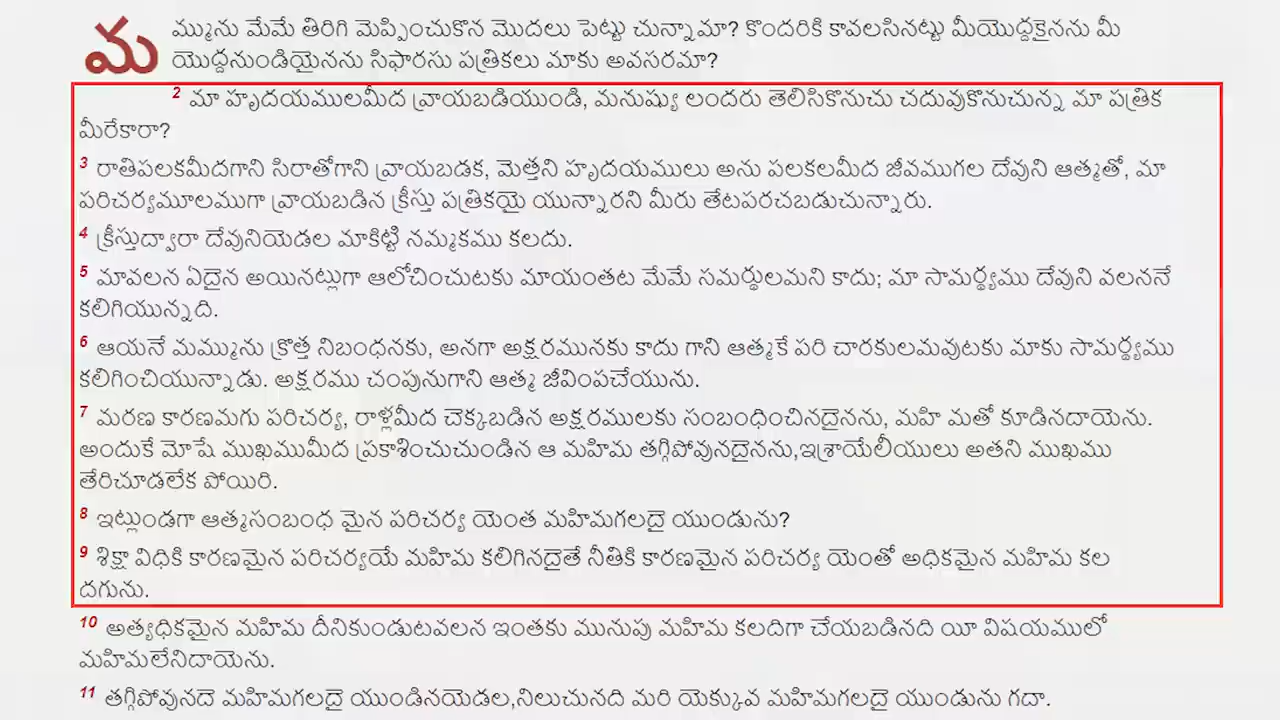 మమ్మును మేమే తిరిగి మెప్పించుకొన మొదలు పెట్టు చున్నామా? కొందరికి కావలసినట్టు మీయొద్దకైనను మీ
యొద్దనుండియైనను సిఫారసు పత్రికలు మాకు అవసరమా?
2 మా హృదయములమీద వ్రాయబడియుండి, మనుష్యు లందరు తెలిసికొనుచు చదువుకొనుచున్న మా పత్రిక
మీరేకారా?
3 రాతిపలకమీదగాని సిరాతోగాని వ్రాయబడక, మెత్తని హృదయములు అను పలకలమీద జీవముగల దేవుని ఆత్మతో, మా
పరిచర్యమూలముగా వ్రాయబడిన క్రీస్తు పత్రికయై యున్నారని మీరు తేటపరచబడుచున్నారు.
4 క్రీస్తుద్వారా దేవునియెడల మాకిట్టి నమ్మకము కలదు.
5 మావలన ఏదైన అయినట్లుగా ఆలోచించుటకు మాయంతట మేమే సమర్థులమని కాదు; మా సామర్థ్యము దేవుని వలననే
కలిగియున్నది.
6 ఆయనే మమ్మును క్రొత్త నిబంధనకు, అనగా అక్షరమునకు కాదు గాని ఆత్మకే పరి చారకులమవుటకు మాకు సామర్థ్యము
కలిగించియున్నాడు. అక్షరము చంపునుగాని ఆత్మ జీవింపచేయును.
7 మరణ కారణమగు పరిచర్య, రాళ్లమీద చెక్కబడిన అక్షరములకు సంబంధించినదైనను, మహి మతో కూడినదాయెను.
అందుకే మోషే ముఖముమీద ప్రకాశించుచుండిన ఆ మహిమ తగ్గిపోవునదైనను,ఇశ్రాయేలీయులు అతని ముఖము
తేరిచూడలేక పోయిరి.
8 ఇట్లుండగా ఆత్మసంబంధ మైన పరిచర్య యెంత మహిమగలదై యుండును?
9 శిక్షా విధికి కారణమైన పరిచర్యయే మహిమ కలిగినదైతే నీతికి కారణమైన పరిచర్య యెంతో అధికమైన మహిమ కల
దగును.
10 అత్యధికమైన మహిమ దీనికుండుటవలన ఇంతకు మునుపు మహిమ కలదిగా చేయబడినది యీ విషయములో
మహిమలేనిదాయెను.
11 తగ్గిపోవునదె మహిమగలదై యుండినయెడల,నిలుచునది మరి యెక్కువ మహిమగలదై యుండును గదా.